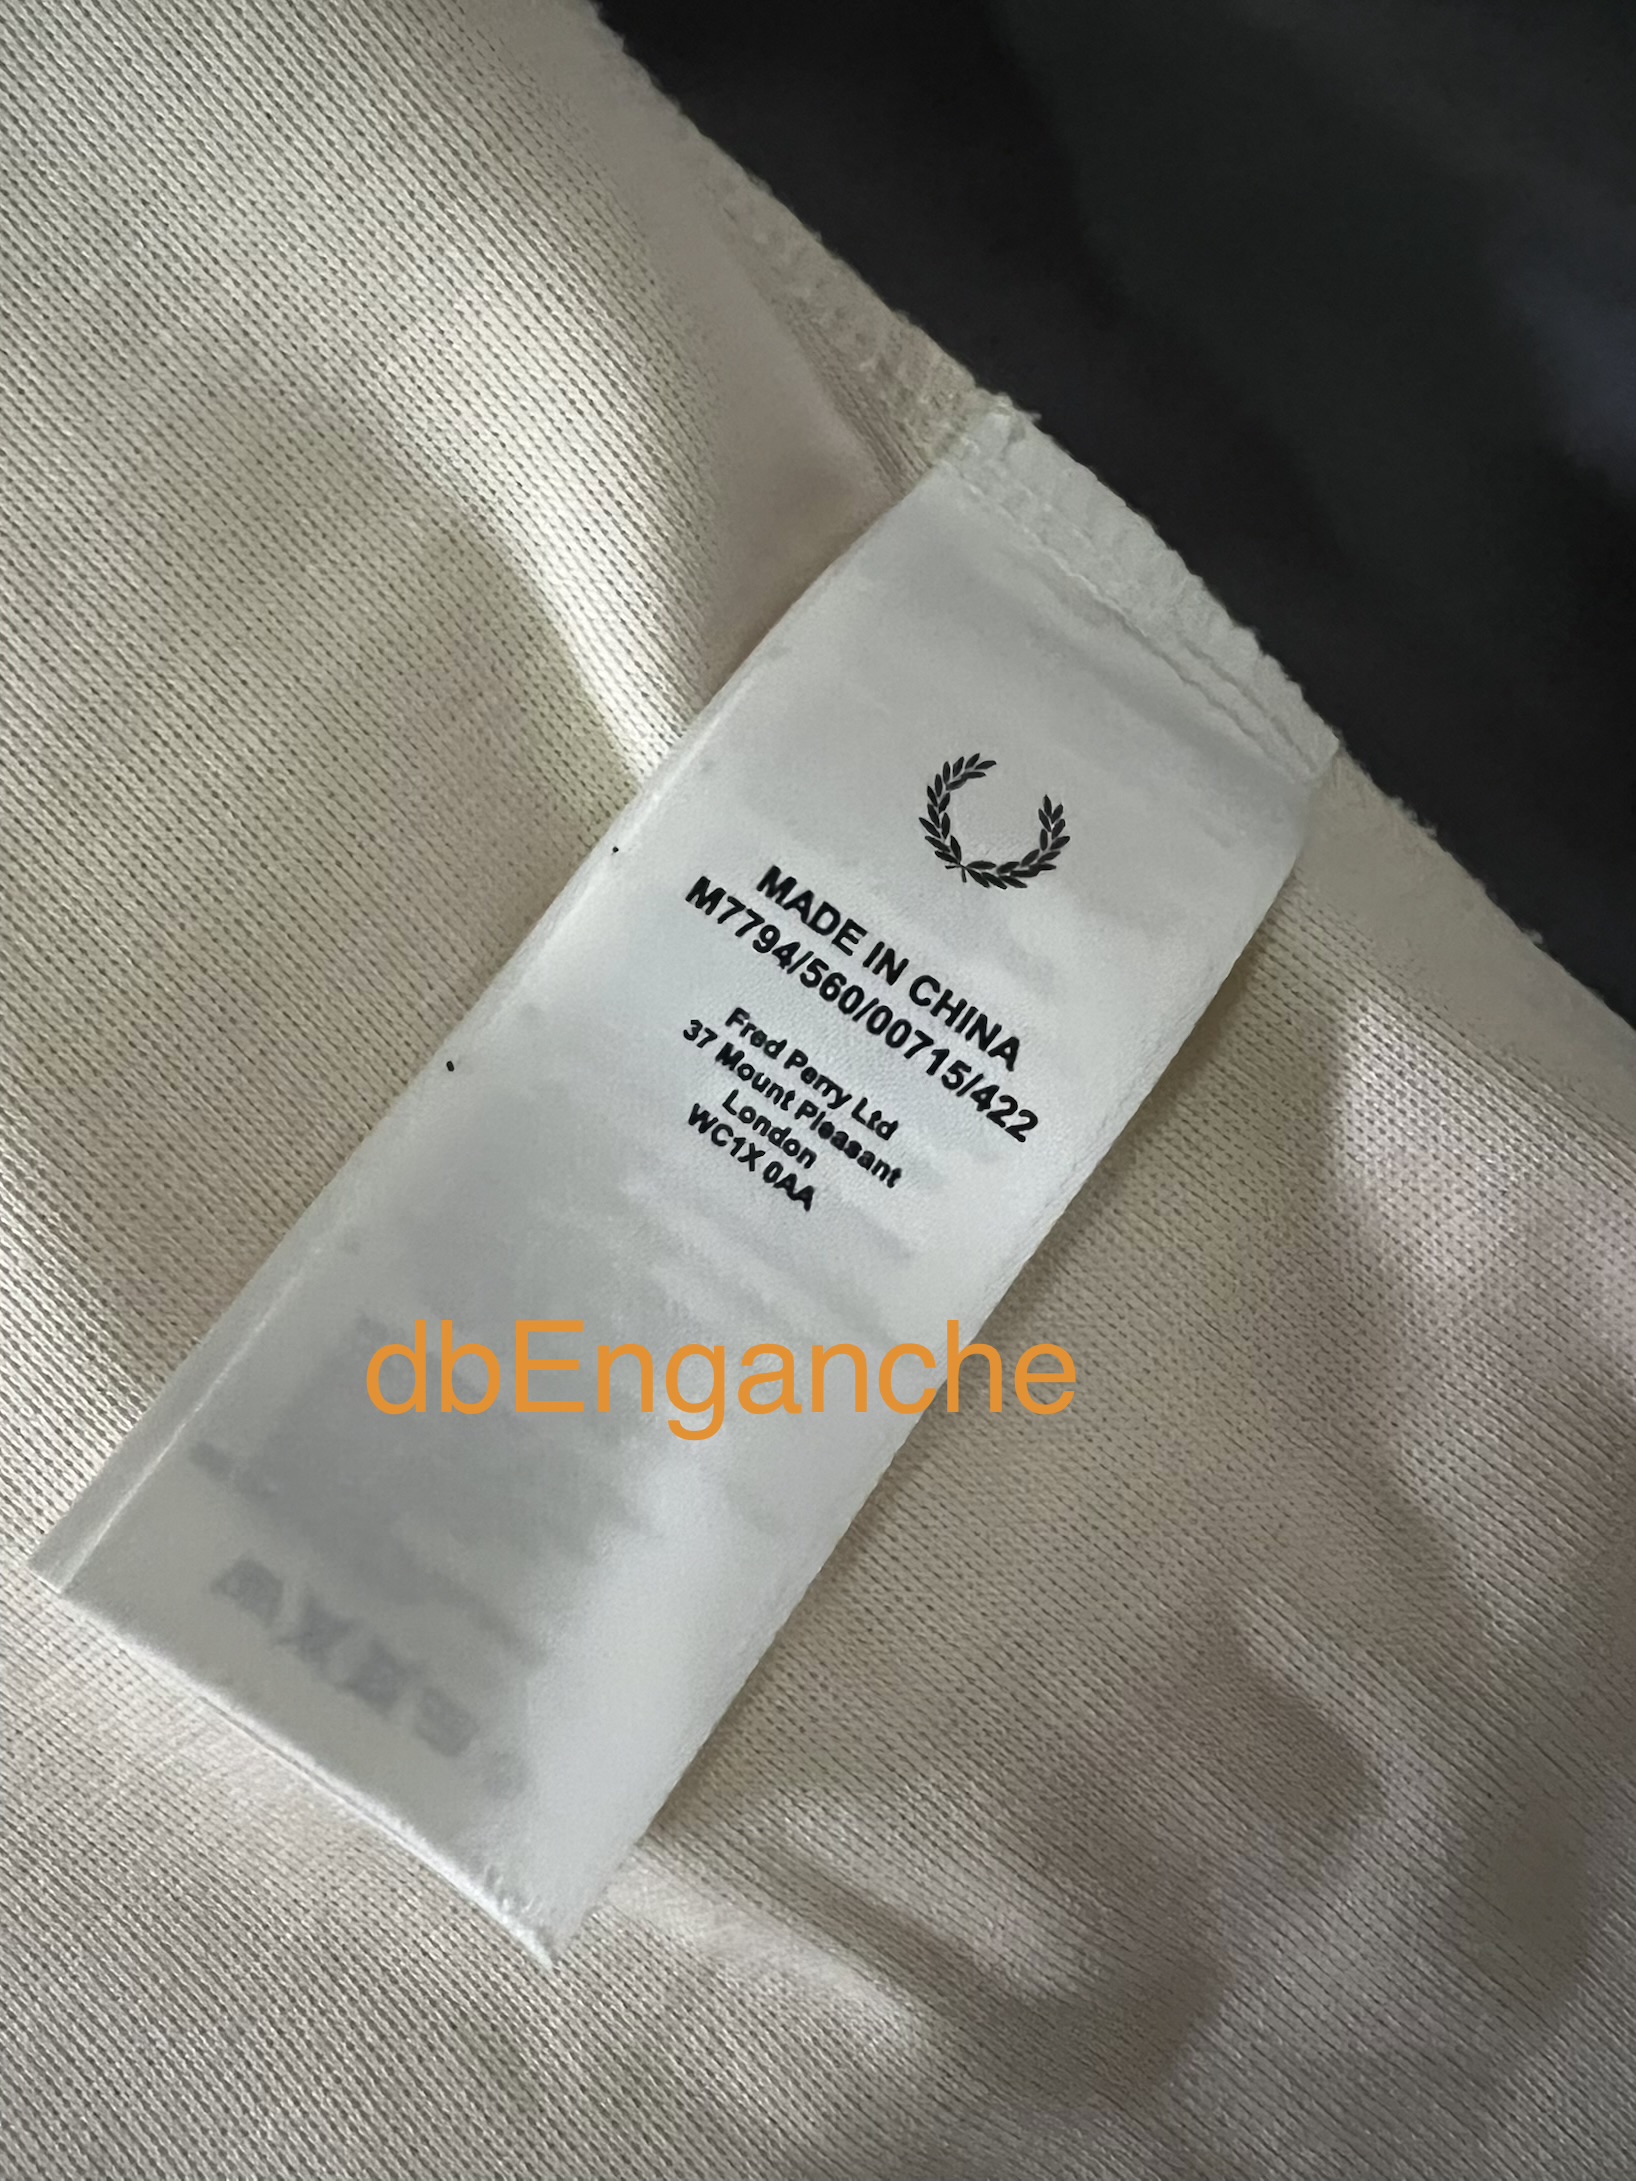 MADE IN CHINA
M7794/560/00715/422
Fred Perry Ltd
37 Mount Pleasant
London
WC1X 0AA
dbEnganche